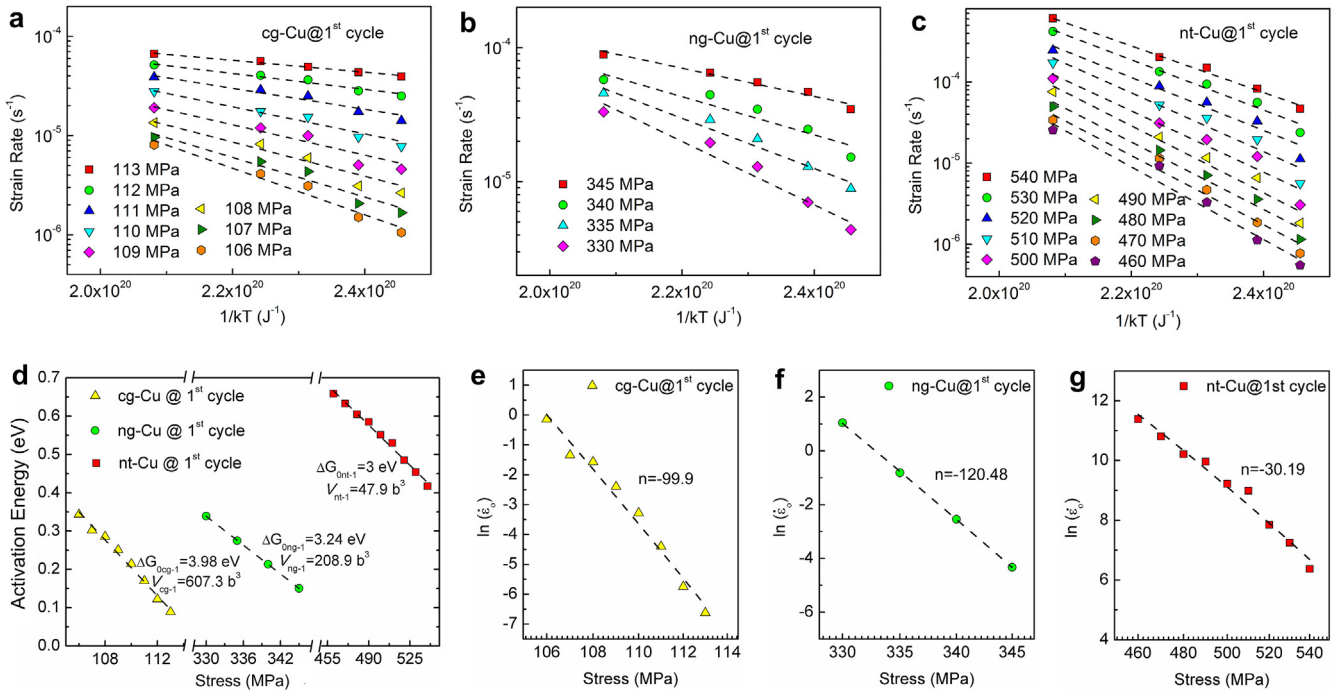 a
cg-Cu@1st cycle
10-4
10-5
10-6
Strain Rate (s-1)
113 MPa
112 MPa
111 MPa
110 MPa
109 MPa
108 MPa
107 MPa
106 MPa
2.0x10^20 2.2x10^20 2.4x10^20
1/kT (J-1)
b
ng-Cu@1st cycle
10-4
10-5
Strain Rate (s-1)
345 MPa
340 MPa
335 MPa
330 MPa
2.0x10^20 2.2x10^20 2.4x10^20
1/kT (J-1)
c
nt-Cu@1st cycle
10-3
10-4
10-5
10-6
Strain Rate (s-1)
540 MPa
530 MPa
520 MPa
510 MPa
500 MPa
490 MPa
480 MPa
470 MPa
460 MPa
2.0x10^20 2.2x10^20 2.4x10^20
1/kT (J-1)
d
0.7
0.6
0.5
0.4
0.3
0.2
0.1
0.0
Activation Energy (eV)
cg-Cu @ 1st cycle
ng-Cu @ 1st cycle
nt-Cu @ 1st cycle
ΔG0nt-1=3 eV
Vnt-1=47.9 b3
ΔG0ng-1=3.24 eV
Vng-1=208.9 b3
ΔG0cg-1=3.98 eV
Vcg-1=607.3 b3
108 112 330 336 342 455 490 525
Stress (MPa)
e
cg-Cu@1st cycle
1
0
-1
-2
-3
-4
-5
-6
-7
ln (ε̇o)
n=-99.9
106 108 110 112 114
Stress (MPa)
f
ng-Cu@1st cycle
2
0
-2
-4
-6
ln (ε̇o)
n=-120.48
330 335 340 345
Stress (MPa)
g
nt-Cu@1st cycle
12
10
8
6
4
ln (ε̇o)
n=-30.19
460 480 500 520 540
Stress (MPa)